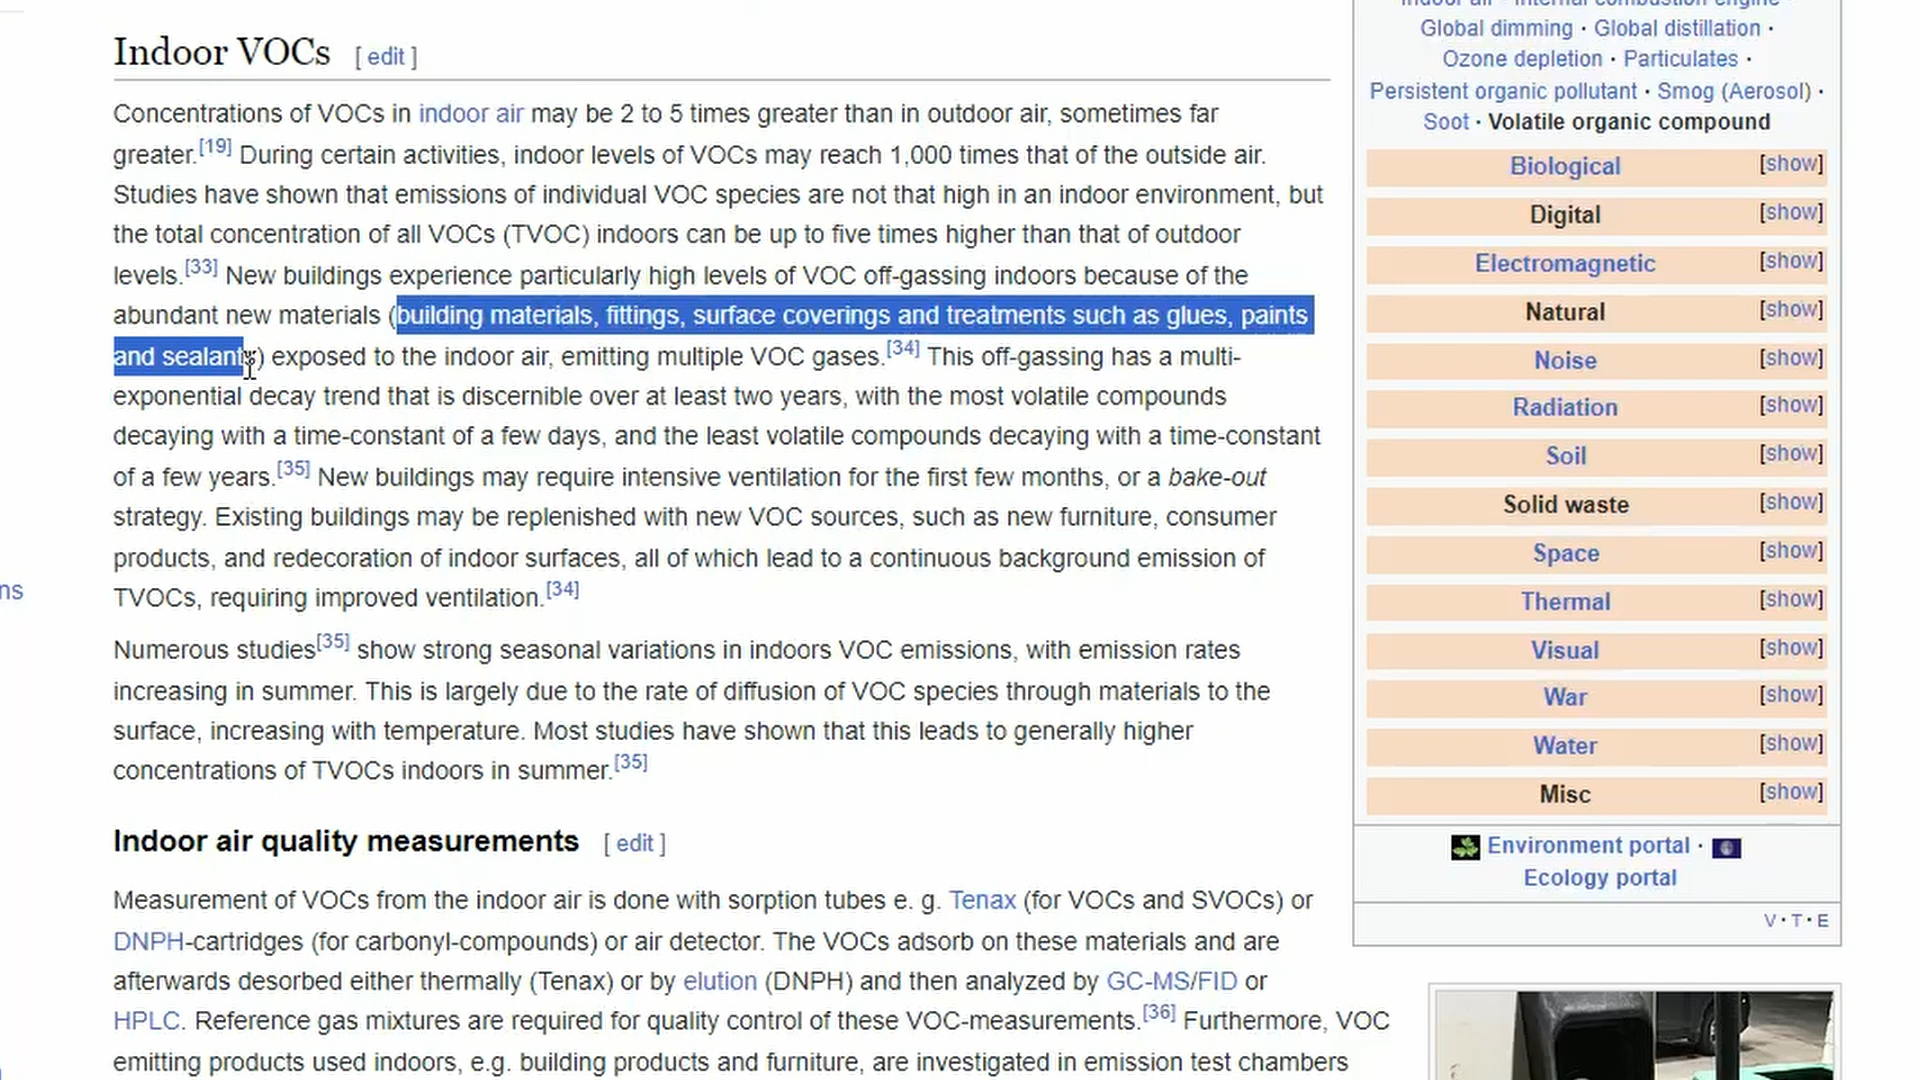 Indoor VOCs [ edit ]
Concentrations of VOCs in indoor air may be 2 to 5 times greater than in outdoor air, sometimes far
greater.[19] During certain activities, indoor levels of VOCs may reach 1,000 times that of the outside air.
Studies have shown that emissions of individual VOC species are not that high in an indoor environment, but
the total concentration of all VOCs (TVOC) indoors can be up to five times higher than that of outdoor
levels.[33] New buildings experience particularly high levels of VOC off-gassing indoors because of the
abundant new materials (building materials, fittings, surface coverings and treatments such as glues, paints
and sealants) exposed to the indoor air, emitting multiple VOC gases.[34] This off-gassing has a multi-
exponential decay trend that is discernible over at least two years, with the most volatile compounds
decaying with a time-constant of a few days, and the least volatile compounds decaying with a time-constant
of a few years.[35] New buildings may require intensive ventilation for the first few months, or a bake-out
strategy. Existing buildings may be replenished with new VOC sources, such as new furniture, consumer
products, and redecoration of indoor surfaces, all of which lead to a continuous background emission of
TVOCs, requiring improved ventilation.[34]
Numerous studies[35] show strong seasonal variations in indoors VOC emissions, with emission rates
increasing in summer. This is largely due to the rate of diffusion of VOC species through materials to the
surface, increasing with temperature. Most studies have shown that this leads to generally higher
concentrations of TVOCs indoors in summer.[35]
Indoor air quality measurements [ edit ]
Measurement of VOCs from the indoor air is done with sorption tubes e. g. Tenax (for VOCs and SVOCs) or
DNPH-cartridges (for carbonyl-compounds) or air detector. The VOCs adsorb on these materials and are
afterwards desorbed either thermally (Tenax) or by elution (DNPH) and then analyzed by GC-MS/FID or
HPLC. Reference gas mixtures are required for quality control of these VOC-measurements.[36] Furthermore, VOC
emitting products used indoors, e.g. building products and furniture, are investigated in emission test chambers
Indoor air · Internal combustion engine ·
Global dimming · Global distillation ·
Ozone depletion · Particulates ·
Persistent organic pollutant · Smog (Aerosol) ·
Soot · Volatile organic compound
Biological [show]
Digital [show]
Electromagnetic [show]
Natural [show]
Noise [show]
Radiation [show]
Soil [show]
Solid waste [show]
Space [show]
Thermal [show]
Visual [show]
War [show]
Water [show]
Misc [show]
Environment portal ·
Ecology portal
V · T · E
ns